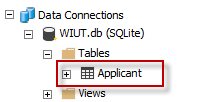 Data Connections
WIUT.db (SQLite)
Tables
Applicant
Views